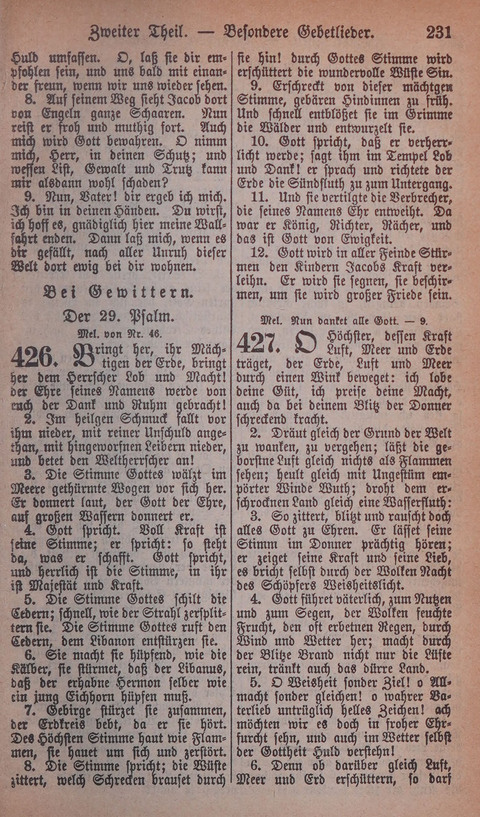 Zweiter Theil. — Besondere Gebetlieder. 231
Huld umfassen. O, laß sie dir em-
pfohlen sein, und uns bald mit einan-
der freun, wenn wir uns wieder sehen.
8. Auf seinem Weg sieht Jacob dort
von Engeln ganze Schaaren. Nun
reist er froh und muthig fort. Auch
mich wird Gott bewahren. O nimm
mich, Herr, in deinen Schutz; und
wessen List, Gewalt und Trutz kann
mir alsdann wohl schaden?
9. Nun, Vater! dir ergeb ich mich.
Ich bin in deinen Händen. Du wirst,
ich hoff es, gnädiglich hier meine Wall-
fahrt enden. Dann laß mich, wenn es
dir gefällt, nach aller Unruh dieser
Welt dort ewig bei dir wohnen.
Bei Gewittern.
Der 29. Psalm.
Mel. von Nr. 46.
426. Bringt her, ihr Mäch-
tigen der Erde, bringt
her dem Herrscher Lob und Macht!
der Ehre seines Namens werde von
euch der Dank und Ruhm gebracht!
2. Im heilgen Schmuck fallt vor
ihm nieder, mit reiner Unschuld ange-
than, mit hingeworfnen Leibern nieder,
und betet den Weltherrscher an!
3. Die Stimme Gottes wälzt im
Meere gethürmte Wogen vor sich her.
Er donnert laut, der Gott der Ehre,
auf großen Wassern donnert er.
4. Gott spricht. Voll Kraft ist
seine Stimme; er spricht: so steht
da, was er schafft. Gott spricht,
und herrlich ist die Stimme, in ihr
ist Majestät und Kraft.
5. Die Stimme Gottes schilt die
Cedern; schnell, wie der Strahl zersplit-
tern sie. Die Stimme Gottes ruft den
Cedern, dem Libanon entstürzen sie.
6. Sie macht sie hüpfend, wie die
Kälber, sie stürmet, daß der Libanus,
daß der erhabne Hermon selber wie
ein jung Eichhorn hüpfen muß.
7. Gebirge stürzet sie zusammen,
der Erdkreis bebt, da er sie hört.
Des Höchsten Stimme haut wie Flam-
men, sie hauet um sich und zerstört.
8. Die Stimme spricht; die Wüste
zittert, welch Schrecken brauset durch
sie hin! durch Gottes Stimme wird
erschüttert die wundervolle Wüste Sin.
9. Erschreckt von dieser mächtgen
Stimme, gebären Hindinnen zu früh.
Und schnell entblößet sie im Grimme
die Wälder und entwurzelt sie.
10. Gott spricht, daß er verherr-
licht werde; sagt ihm im Tempel Lob
und Dank! er sprach und richtete der
Erde die Sündfluth zu zum Untergang.
11. Und sie vertilgte die Verbrecher,
die seines Namens Ehr entweiht. Da
war er König, Richter, Rächer, und
das ist Gott von Ewigkeit.
12. Gott wird in aller Feinde Stür-
men den Kindern Jacobs Kraft ver-
leihn. Er wird sie segnen, sie beschir-
men, um sie wird großer Friede sein.
Mel. Nun danket alle Gott. — 9.
427. O Höchster, dessen Kraft
Luft, Meer und Erde
träget, der Erde, Luft und Meer
durch einen Wink beweget: ich lobe
deine Güt, ich preise deine Macht,
auch da bei deinem Blitz der Donner
schreckend kracht.
2. Dräut gleich der Grund der Welt
zu wanken, zu vergehen; läßt die ge-
borstne Luft gleich nichts als Flammen
sehen; heult gleich mit Ungestüm em-
pörter Winde Wuth; droht dem er-
schrocknen Land gleich eine Wasserfluth:
3. So zittert, blitzt und rauscht doch
alles Gott zu Ehren. Er lässet seine
Stimm im Donner prächtig hören;
er zeiget seine Kraft und seine Lieb,
es bricht selbst durch der Wolken Nacht
des Schöpfers Weisheitslicht.
4. Gott führet väterlich, zum Nutzen
und zum Segen, der Wolken feuchte
Frucht, den oft erbetnen Regen, durch
Wind und Wetter her; macht durch
der Blitze Brand nicht nur die Lüfte
rein, tränkt auch das dürre Land.
5. O Weisheit sonder Ziel! o All-
macht sonder gleichen! o wahrer Va-
terlieb untrüglich helles Zeichen! ach
möchten wir es doch in froher Ehr-
furcht sehn, und auch im Wetter selbst
der Gottheit Huld verstehn!
6. Denn ob darüber gleich Luft,
Meer und Erd erschüttern, so darf